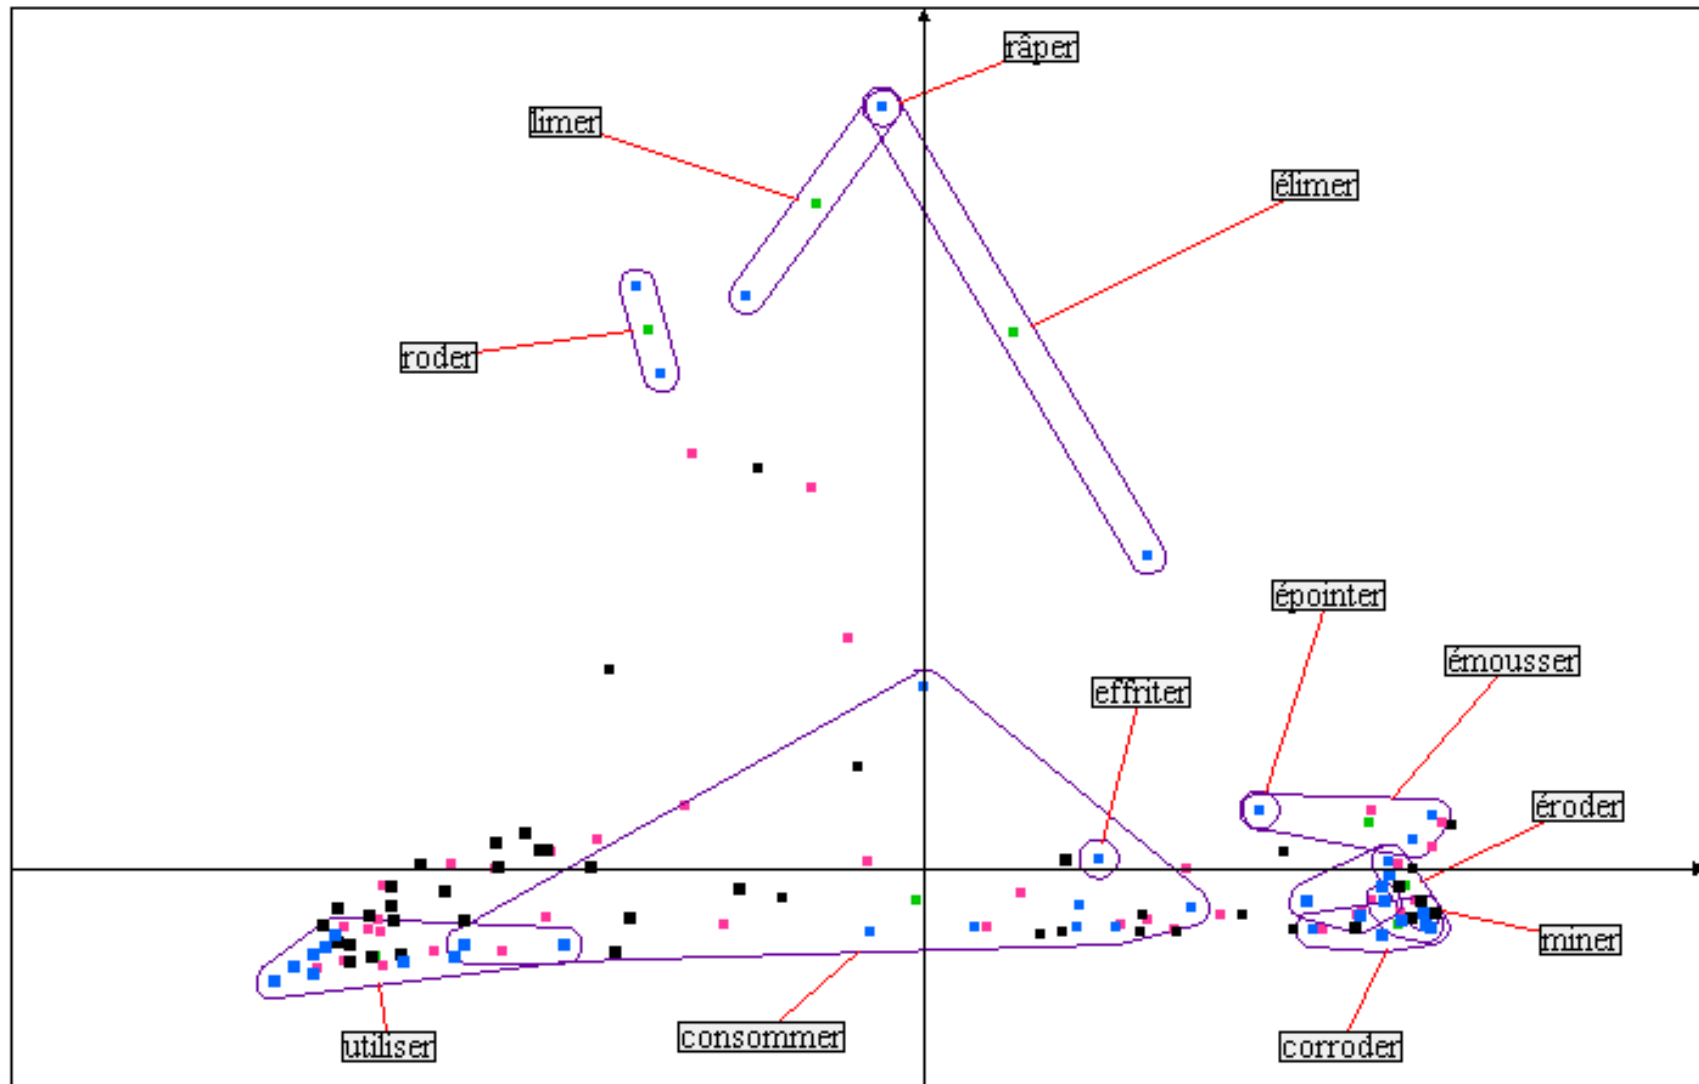 râper
limer
élimer
roder
épointer
émousser
effriter
éroder
miner
utiliser
consommer
corroder